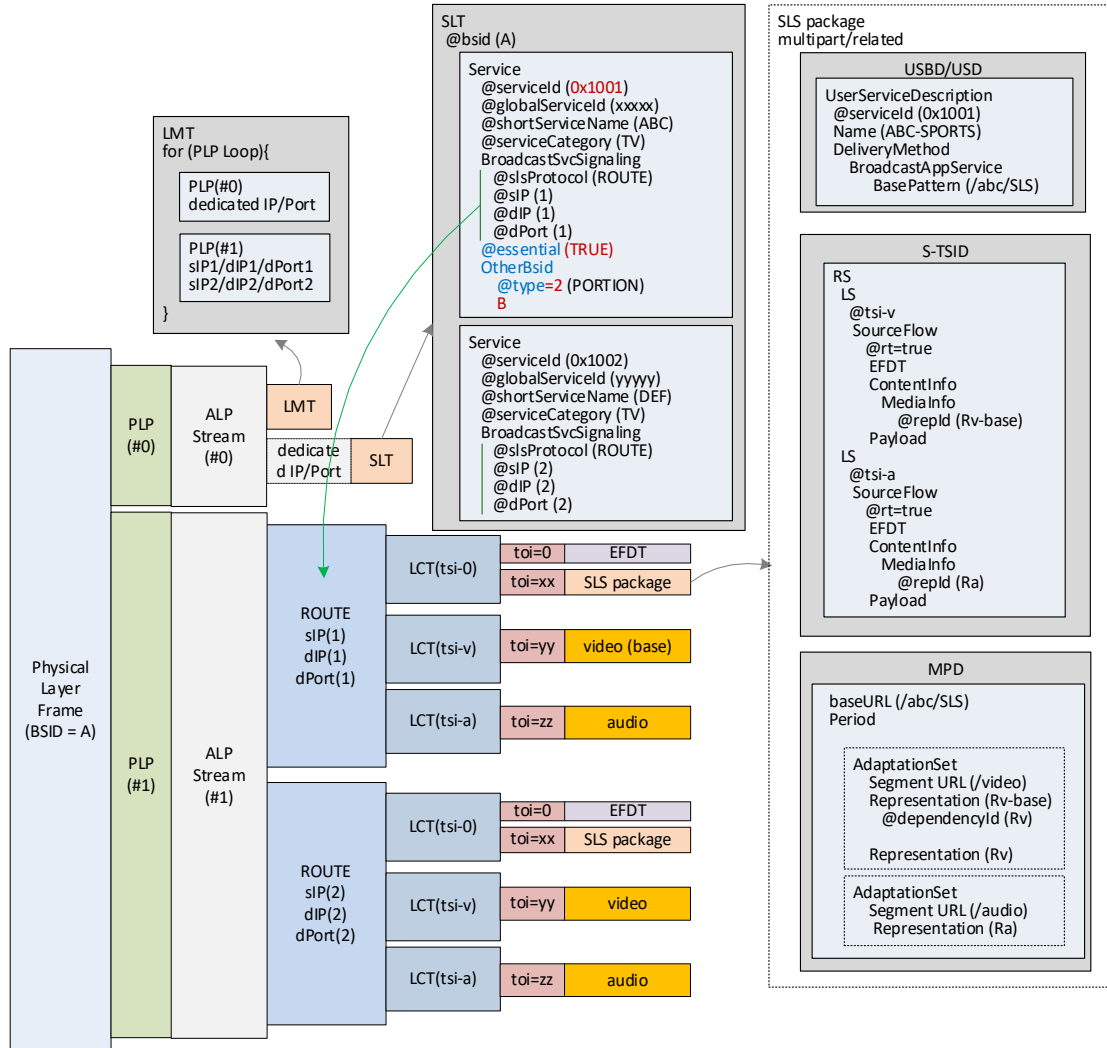 SLT
@bsid (A)
Service
@serviceId (0x1001)
@globalServiceId (xxxxx)
@shortServiceName (ABC)
@serviceCategory (TV)
BroadcastSvcSignaling
@slsProtocol (ROUTE)
@sIP (1)
@dIP (1)
@dPort (1)
@essential (TRUE)
OtherBsid
@type=2 (PORTION)
B
Service
@serviceId (0x1002)
@globalServiceId (yyyyy)
@shortServiceName (DEF)
@serviceCategory (TV)
BroadcastSvcSignaling
@slsProtocol (ROUTE)
@sIP (2)
@dIP (2)
@dPort (2)
LMT
for (PLP Loop){
PLP(#0)
dedicated IP/Port
PLP(#1)
sIP1/dIP1/dPort1
sIP2/dIP2/dPort2
}
Physical
Layer
Frame
(BSID = A)
PLP
(#0)
ALP
Stream
(#0)
LMT
dedicate
d IP/Port
SLT
PLP
(#1)
ALP
Stream
(#1)
ROUTE
sIP(1)
dIP(1)
dPort(1)
LCT(tsi-0)
toi=0
EFDT
toi=xx
SLS package
LCT(tsi-v)
toi=yy
video (base)
LCT(tsi-a)
toi=zz
audio
ROUTE
sIP(2)
dIP(2)
dPort(2)
LCT(tsi-0)
toi=0
EFDT
toi=xx
SLS package
LCT(tsi-v)
toi=yy
video
LCT(tsi-a)
toi=zz
audio
SLS package
multipart/related
USBD/USD
UserServiceDescription
@serviceId (0x1001)
Name (ABC-SPORTS)
DeliveryMethod
BroadcastAppService
BasePattern (/abc/SLS)
S-TSID
RS
LS
@tsi-v
SourceFlow
@rt=true
EFDT
ContentInfo
MediaInfo
@repId (Rv-base)
Payload
LS
@tsi-a
SourceFlow
@rt=true
EFDT
ContentInfo
MediaInfo
@repId (Ra)
Payload
MPD
baseURL (/abc/SLS)
Period
AdaptationSet
Segment URL (/video)
Representation (Rv-base)
@dependencyId (Rv)
Representation (Rv)
AdaptationSet
Segment URL (/audio)
Representation (Ra)